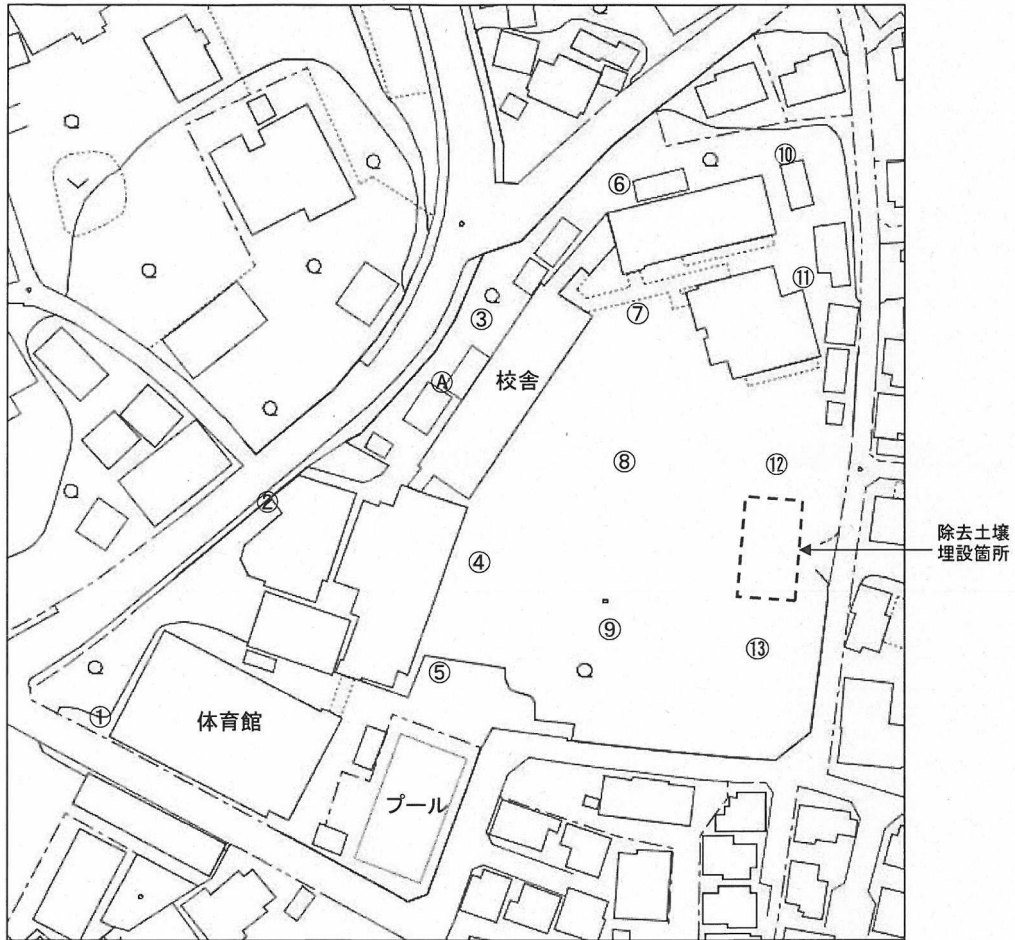 ⑩
⑥
⑪
③
⑦
Ⓐ
校舎
⑧
⑫
②
除去土壌
埋設箇所
④
⑨
⑬
⑤
①
体育館
プール